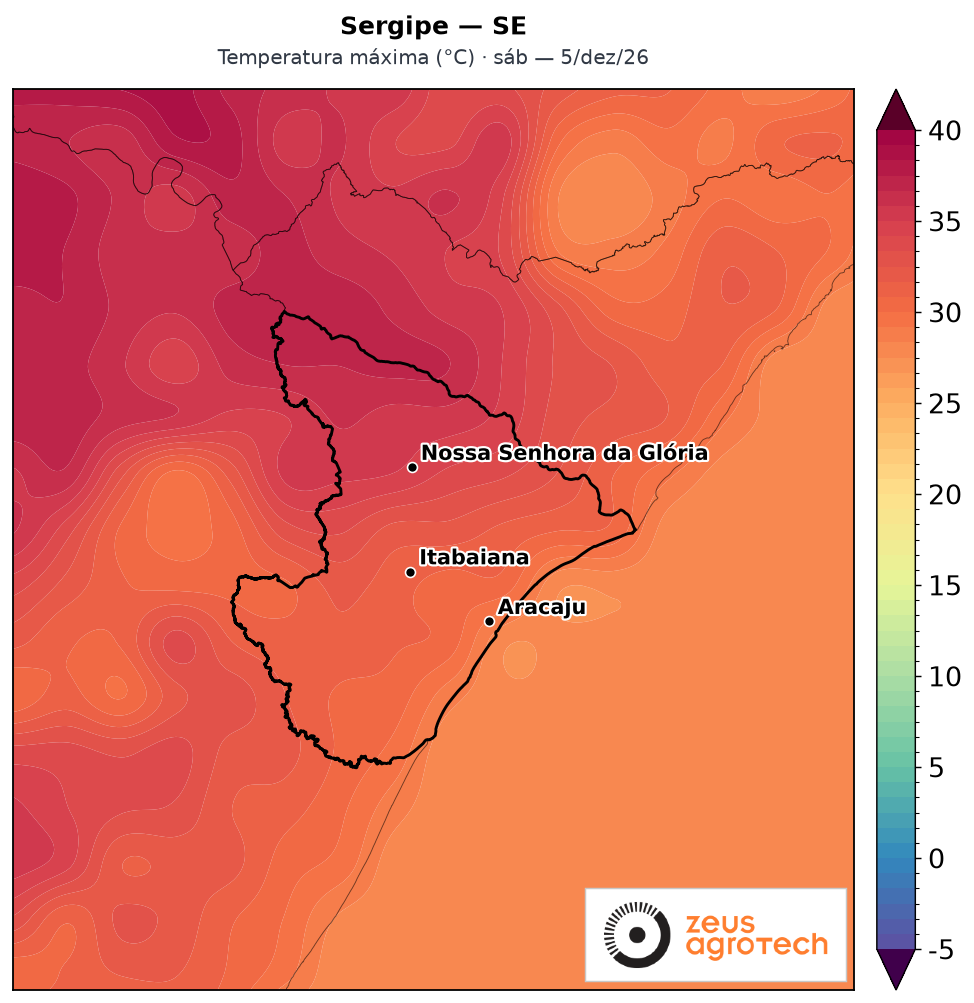 Sergipe — SE
Temperatura máxima (°C) · sáb — 5/dez/26
40
35
30
25
20
15
10
5
0
-5
Nossa Senhora da Glória
Itabaiana
Aracaju
zeus
agrotech